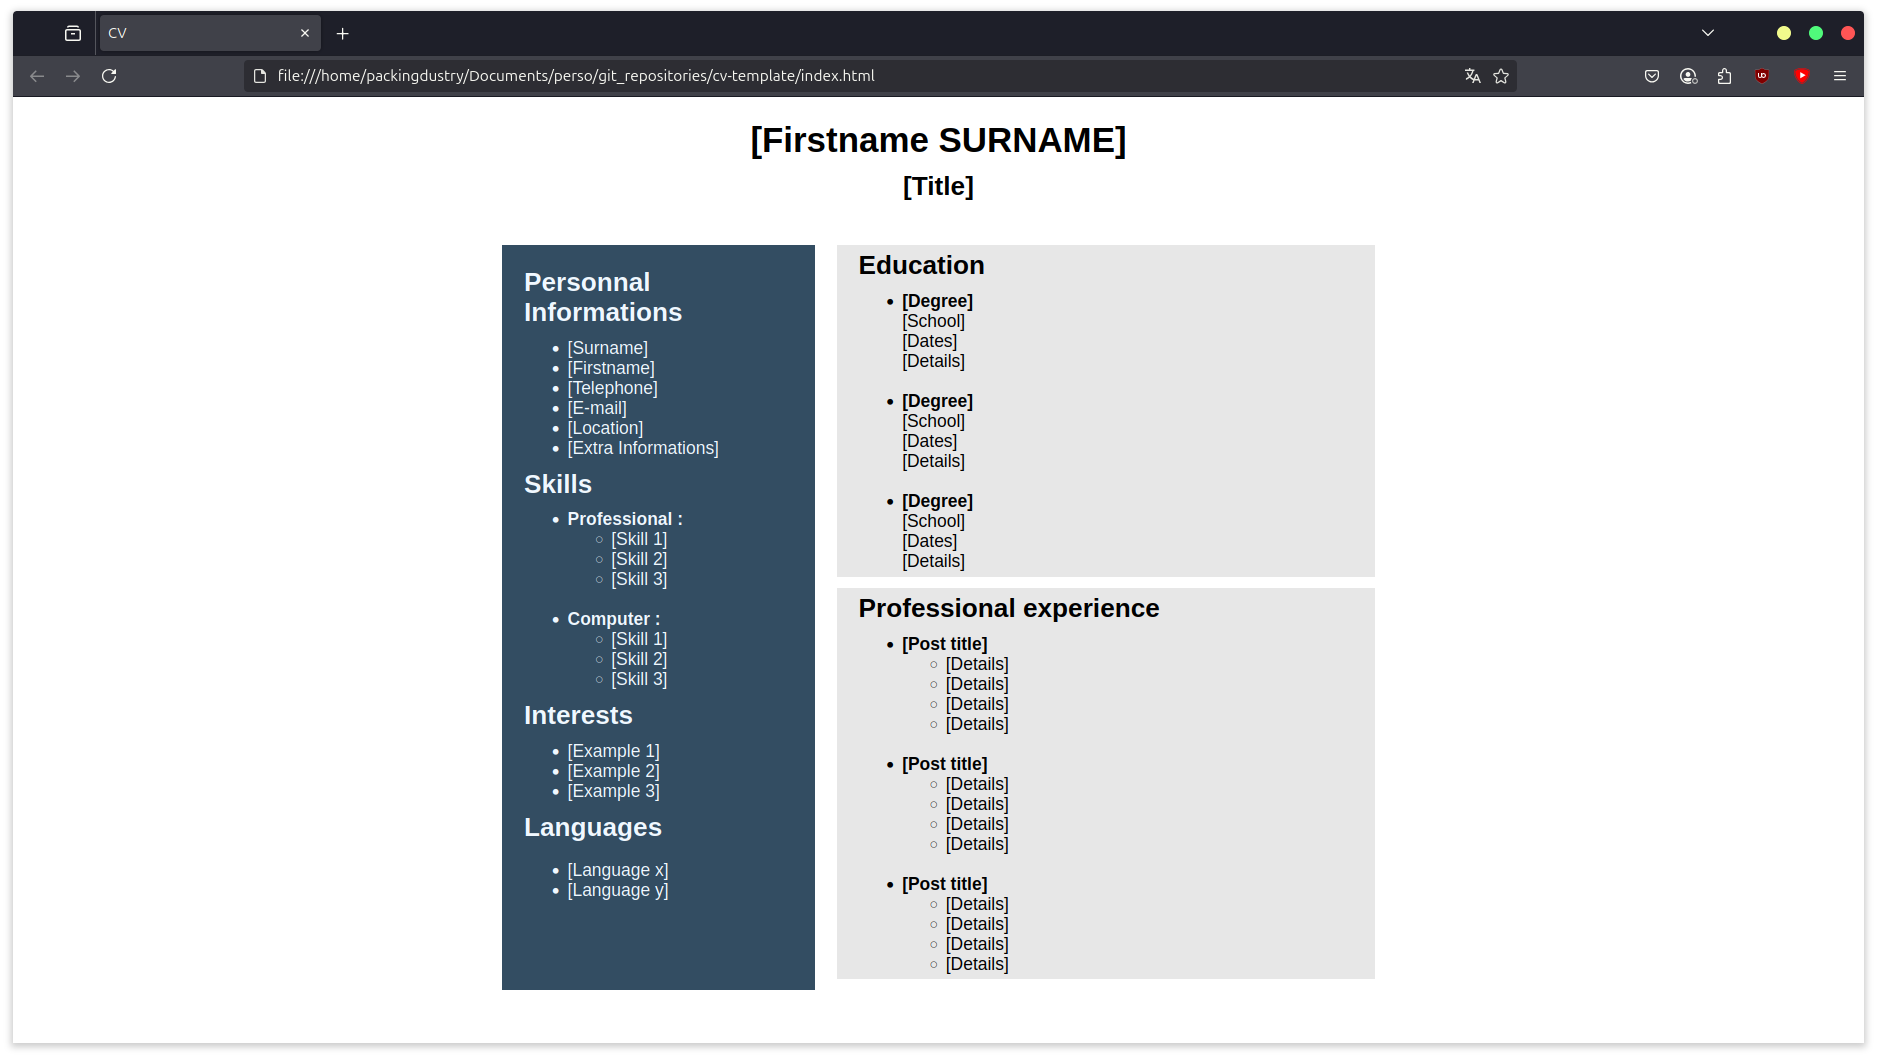 CV
file:///home/packingdustry/Documents/perso/git_repositories/cv-template/index.html
[Firstname SURNAME]
[Title]
Personnal
Informations
[Surname]
[Firstname]
[Telephone]
[E-mail]
[Location]
[Extra Informations]
Skills
Professional :
[Skill 1]
[Skill 2]
[Skill 3]
Computer :
[Skill 1]
[Skill 2]
[Skill 3]
Interests
[Example 1]
[Example 2]
[Example 3]
Languages
[Language x]
[Language y]
Education
[Degree]
[School]
[Dates]
[Details]
[Degree]
[School]
[Dates]
[Details]
[Degree]
[School]
[Dates]
[Details]
Professional experience
[Post title]
[Details]
[Details]
[Details]
[Details]
[Post title]
[Details]
[Details]
[Details]
[Details]
[Post title]
[Details]
[Details]
[Details]
[Details]